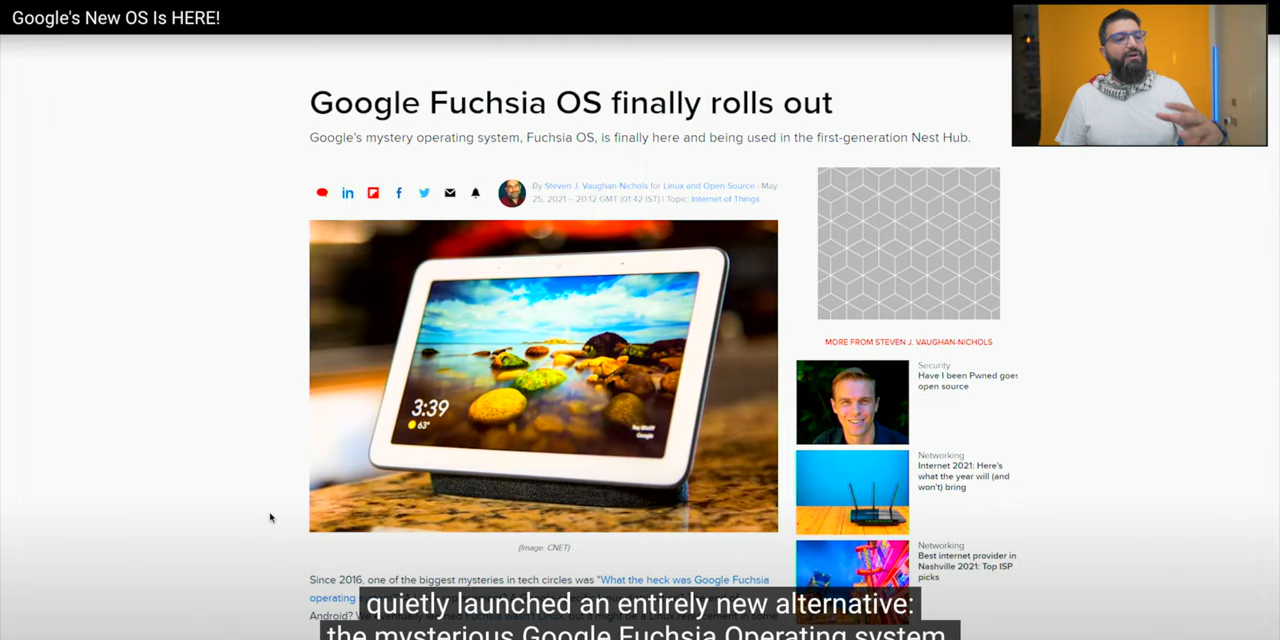 Google's New OS Is HERE!
Google Fuchsia OS finally rolls out
Google's mystery operating system, Fuchsia OS, is finally here and being used in the first-generation Nest Hub.
By Steven J. Vaughan-Nichols for Linux and Open Source | May
25, 2021 -- 20:12 GMT (01:42 IST) | Topic: Internet of Things
3:39
63°
MORE FROM STEVEN J. VAUGHAN-NICHOLS
Security
Have I been Pwned goes
open source
Networking
Internet 2021: Here's
what the year will (and
won't) bring
Networking
Best internet provider in
Nashville 2021: Top ISP
picks
(Image: CNET)
Since 2016, one of the biggest mysteries in tech circles was "What the heck was Google Fuchsia
operating
Android?
quietly launched an entirely new alternative:
the mysterious Google Fuchsia Operating system